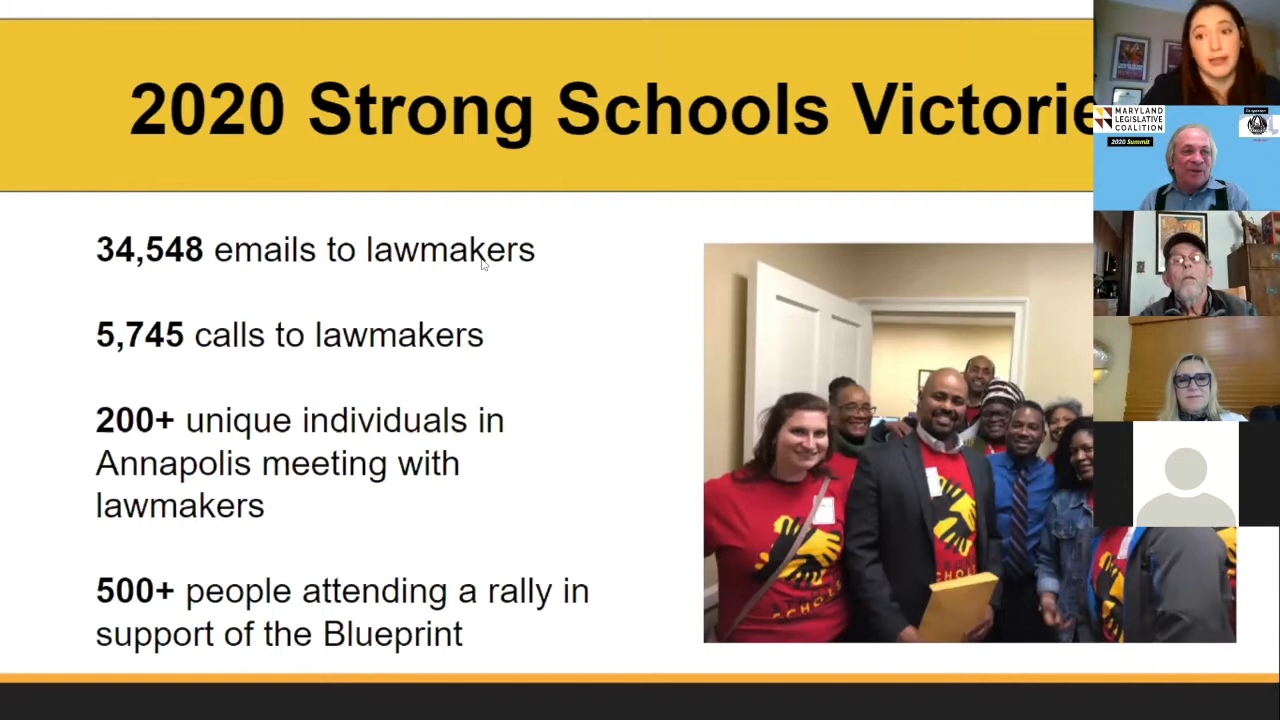 2020 Strong Schools Victorie
34,548 emails to lawmakers
5,745 calls to lawmakers
200+ unique individuals in
Annapolis meeting with
lawmakers
500+ people attending a rally in
support of the Blueprint
MARYLAND
LEGISLATIVE
COALITION
2020 Summit